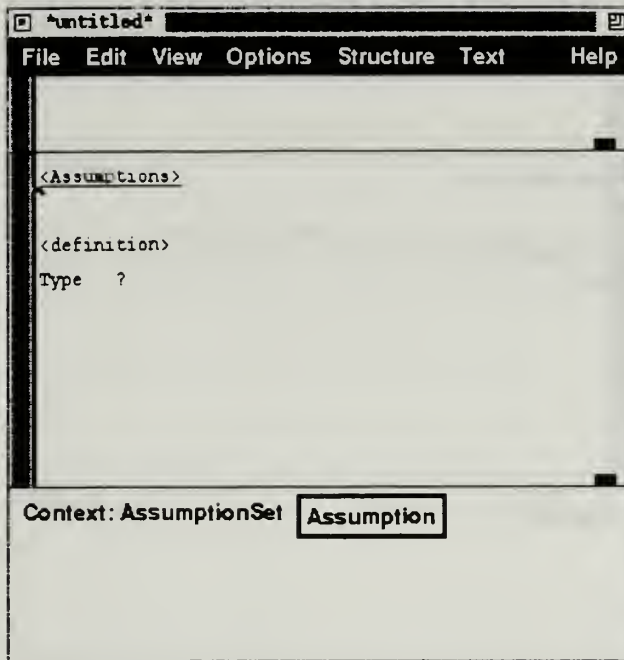 *untitled*
File Edit View Options Structure Text Help
<Assumptions>
<definition>
Type ?
Context: AssumptionSet Assumption